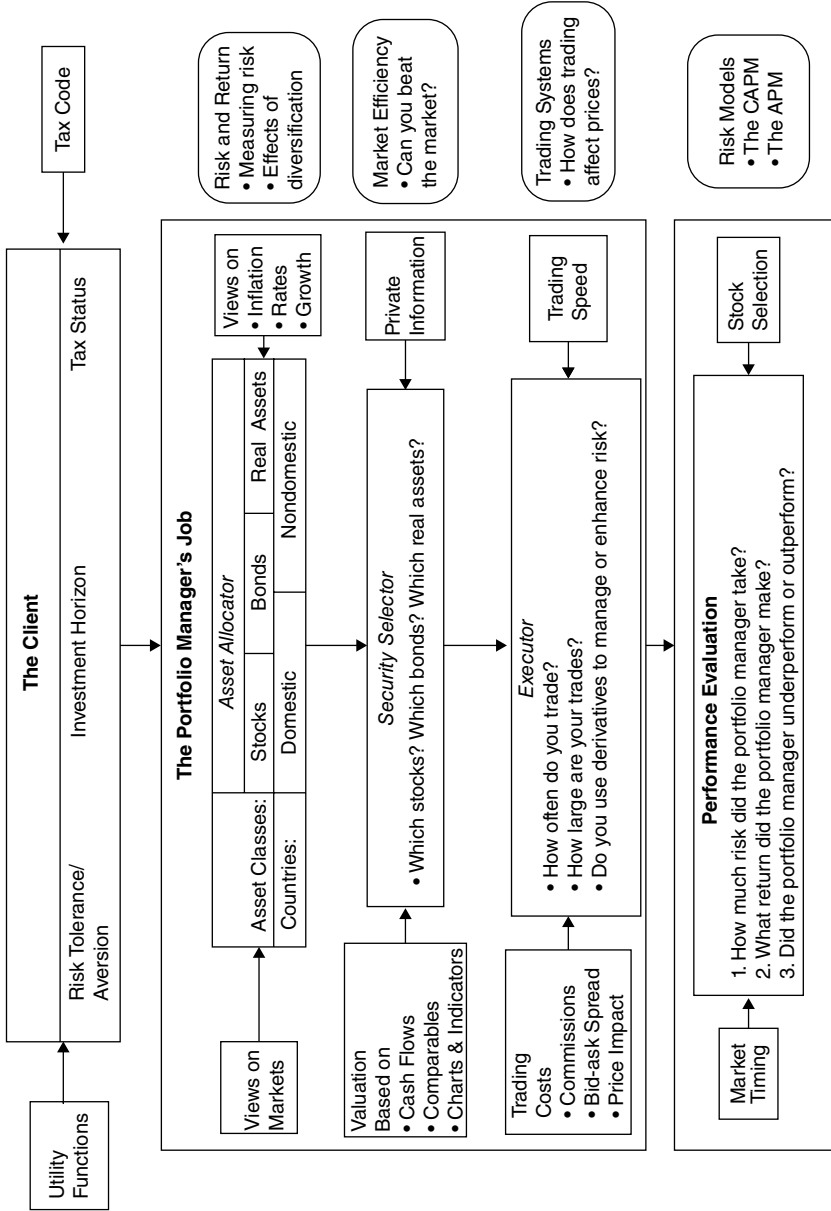 The Client
Utility
Functions
Risk Tolerance/
Aversion
Investment Horizon
Tax Status
Tax Code
The Portfolio Manager's Job
Views on
Markets
Asset Allocator
Asset Classes:
Stocks
Bonds
Real Assets
Countries:
Domestic
Nondomestic
Views on
• Inflation
• Rates
• Growth
Risk and Return
• Measuring risk
• Effects of
diversification
Valuation
Based on
• Cash Flows
• Comparables
• Charts & Indicators
Security Selector
• Which stocks? Which bonds? Which real assets?
Private
Information
Market Efficiency
• Can you beat
the market?
Trading
Costs
• Commissions
• Bid-ask Spread
• Price Impact
Executor
• How often do you trade?
• How large are your trades?
• Do you use derivatives to manage or enhance risk?
Trading
Speed
Trading Systems
• How does trading
affect prices?
Performance Evaluation
Market
Timing
1. How much risk did the portfolio manager take?
2. What return did the portfolio manager make?
3. Did the portfolio manager underperform or outperform?
Stock
Selection
Risk Models
• The CAPM
• The APM